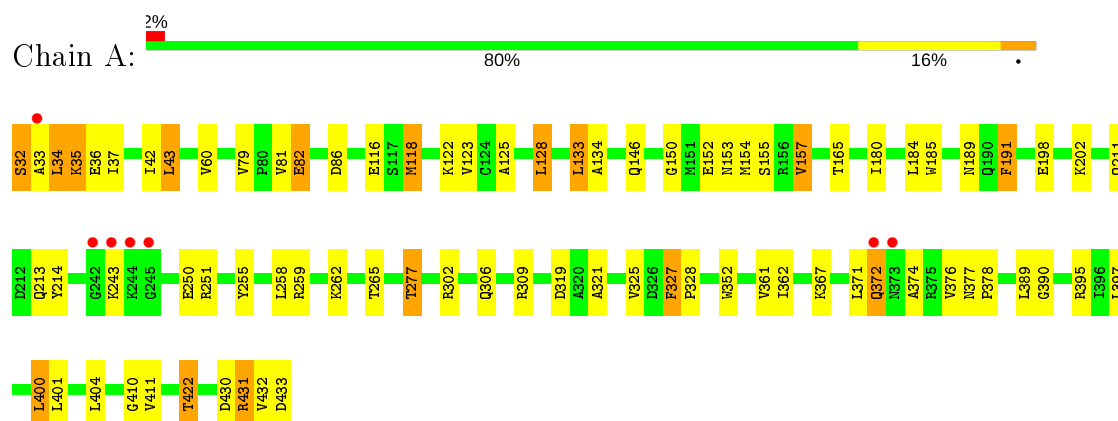 2%
Chain A:
80% 16% •
S32 A33 L34 K35 E36 I37 I42 L43 V60 V79 P80 V81 E82 D86 E116 S117 M118 K122 V123 C124 A125 L128 L133 A134 Q146 G150 M151 E152 N153 M154 S155 R156 V157 T165 I180 L184 W185 N189 Q190 F191 E198 K202
D212 Q213 Y214 G242 K243 K244 G245 E250 R251 Y255 L258 R259 K262 T265 T277 R302 Q306 R309 D319 A320 A321 V325 D326 F327 P328 W352 V361 I362 K367 L371 Q372 N373 A374 R375 V376 N377 P378 L389 G390 R395 I396
L400 L401 L404 G410 V411 T422 D430 R431 V432 D433